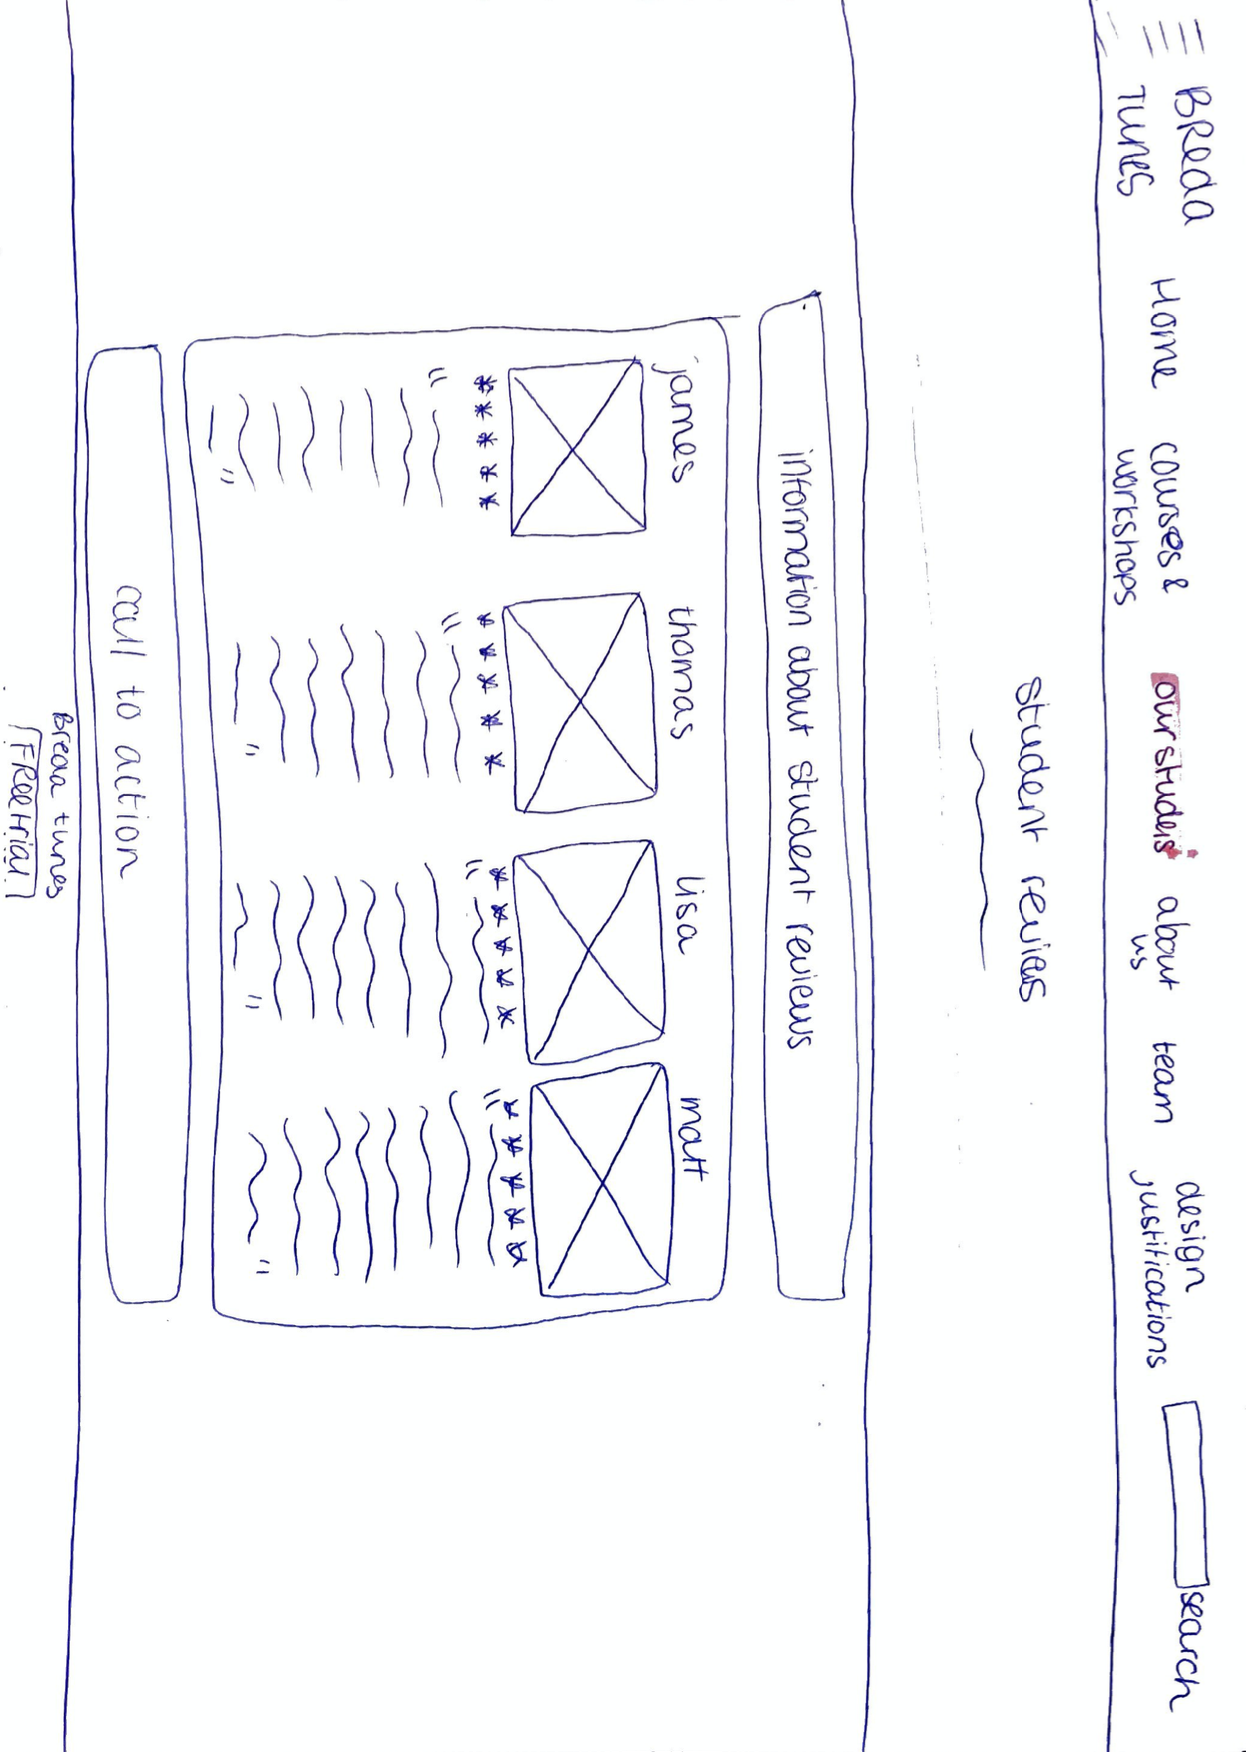 BREda
TUNES
Home
courses &
workshops
our studets
about
us
team
design
justifications
search
student reviews
information about student reviews
james
thomas
lisa
matt
* * * * *
* * * * *
* * * * *
* * * * *
call to action
Breda tunes
FREE trial